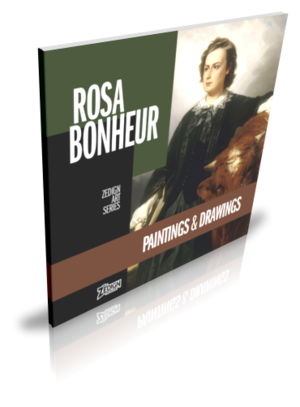 ROSA
BONHEUR
ZEDIGN
ART
SERIES
PAINTINGS & DRAWINGS
ZEDIGN